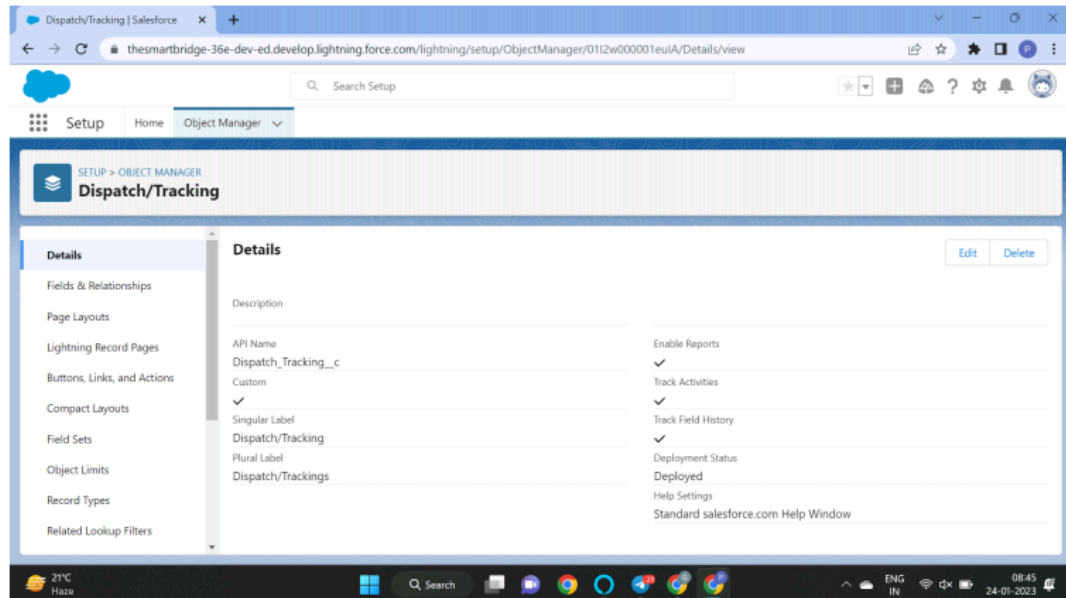 Dispatch/Tracking | Salesforce
thesmartbridge-36e-dev-ed.develop.lightning.force.com/lightning/setup/ObjectManager/01I2w000001euIA/Details/view
P
Search Setup
Setup
Home
Object Manager
SETUP > OBJECT MANAGER
Dispatch/Tracking
Details
Fields & Relationships
Page Layouts
Lightning Record Pages
Buttons, Links, and Actions
Compact Layouts
Field Sets
Object Limits
Record Types
Related Lookup Filters
Details
Edit
Delete
Description
API Name
Dispatch_Tracking__c
Custom
Singular Label
Dispatch/Tracking
Plural Label
Dispatch/Trackings
Enable Reports
Track Activities
Track Field History
Deployment Status
Deployed
Help Settings
Standard salesforce.com Help Window
21°C
Haze
Search
ENG
IN
08:45
24-01-2023